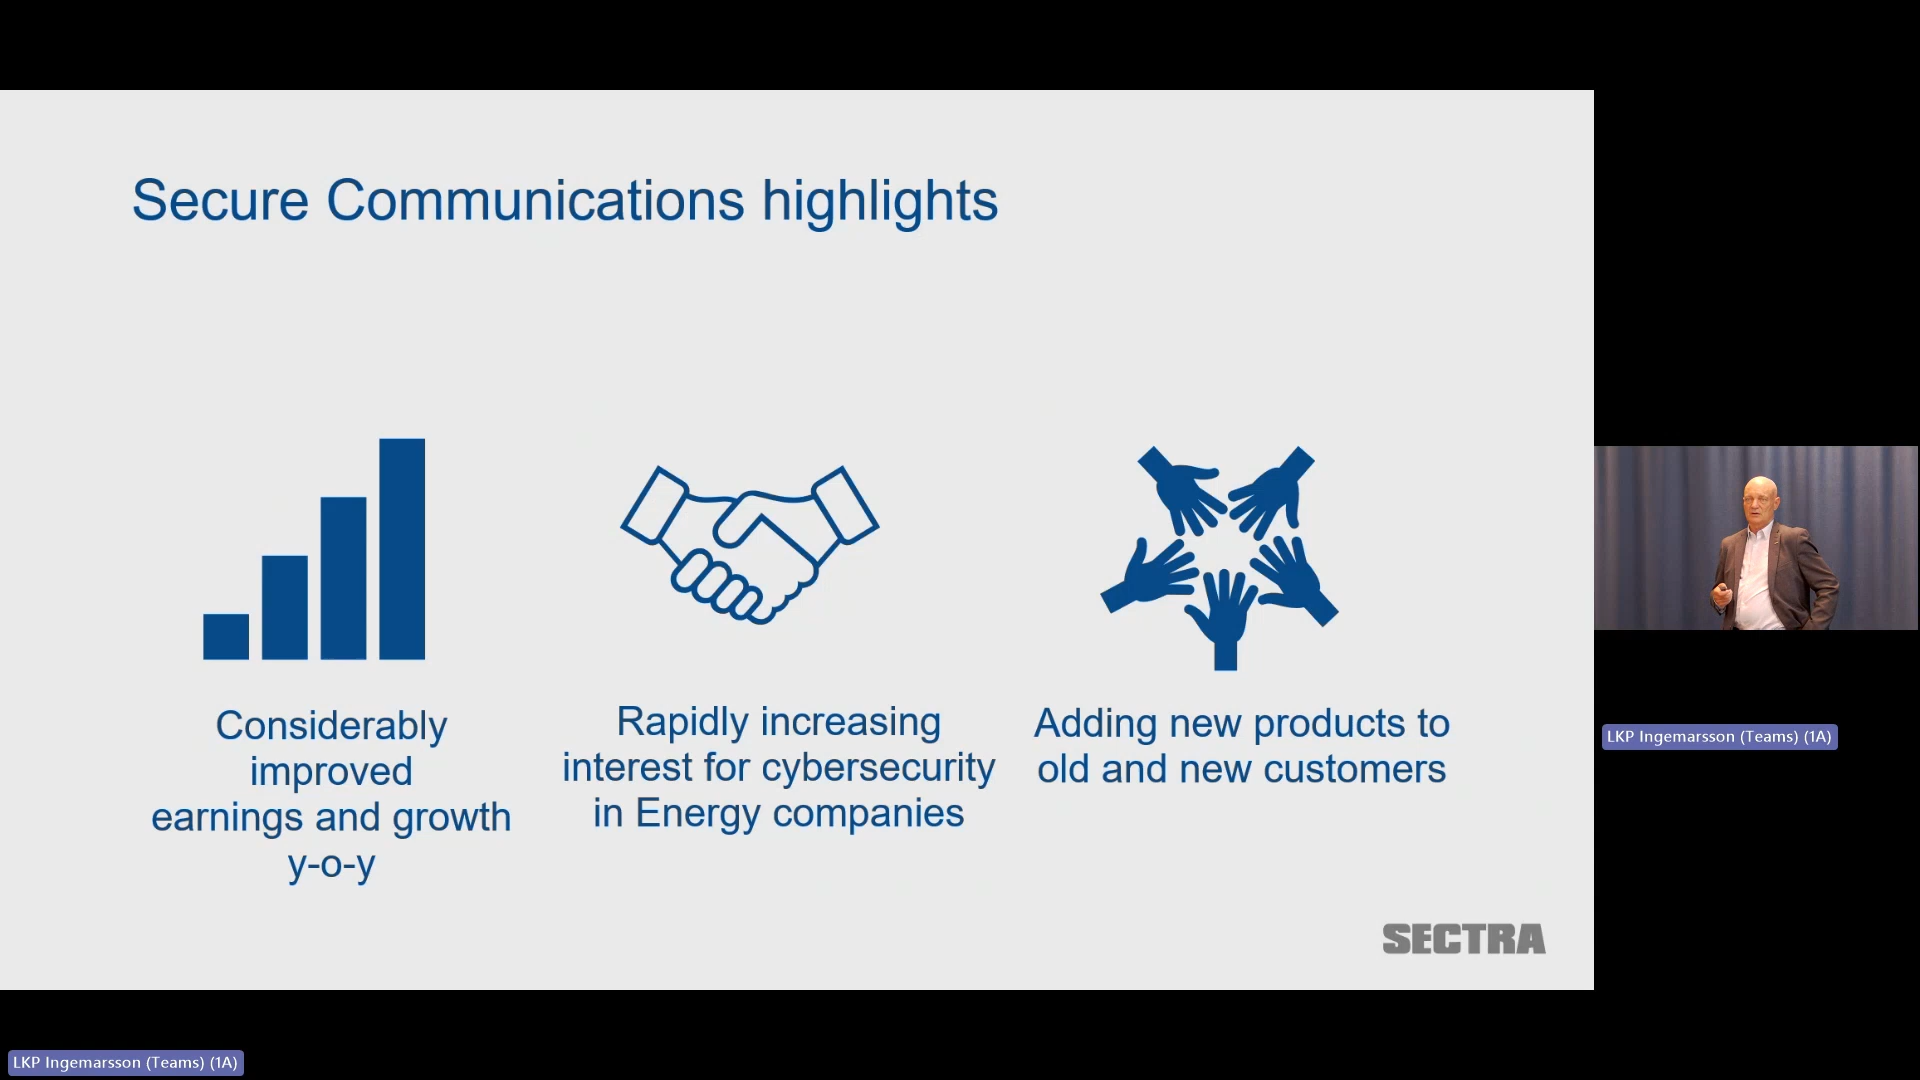 Secure Communications highlights
Considerably
improved
earnings and growth
y-o-y
Rapidly increasing
interest for cybersecurity
in Energy companies
Adding new products to
old and new customers
SECTRA
LKP Ingemarsson (Teams) (1A)
LKP Ingemarsson (Teams) (1A)